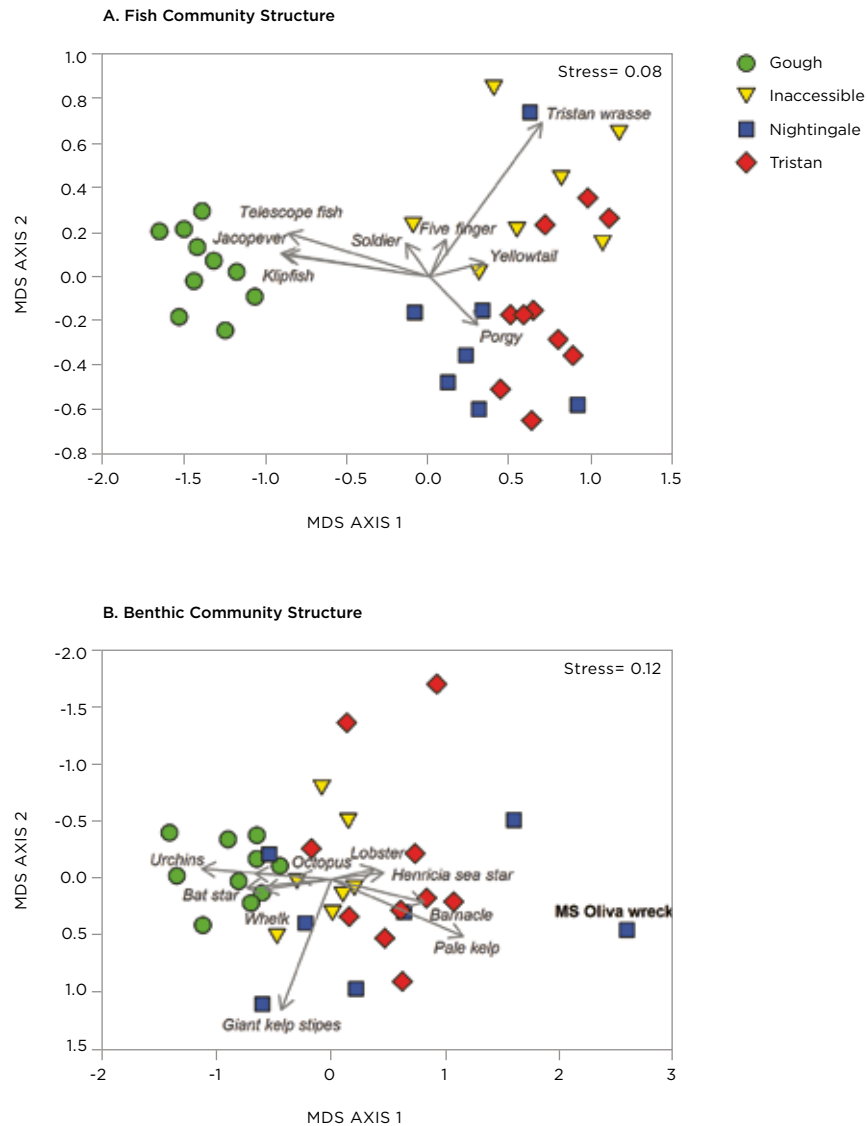 A. Fish Community Structure
Stress= 0.08
1.0
0.8
0.6
0.4
0.2
0.0
-0.2
-0.4
-0.6
-0.8
MDS AXIS 2
Tristan wrasse
Telescope fish
Jacopever
Klipfish
Soldier
Five finger
Yellowtail
Porgy
-2.0 -1.5 -1.0 -0.5 0.0 0.5 1.0 1.5
MDS AXIS 1
Gough
Inaccessible
Nightingale
Tristan
B. Benthic Community Structure
Stress= 0.12
-2.0
-1.5
-1.0
-0.5
0.0
0.5
1.0
1.5
MDS AXIS 2
Urchins
Octopus
Lobster
Henricia sea star
Bat star
Whelk
Barnacle
MS Oliva wreck
Pale kelp
Giant kelp stipes
-2 -1 0 1 2 3
MDS AXIS 1